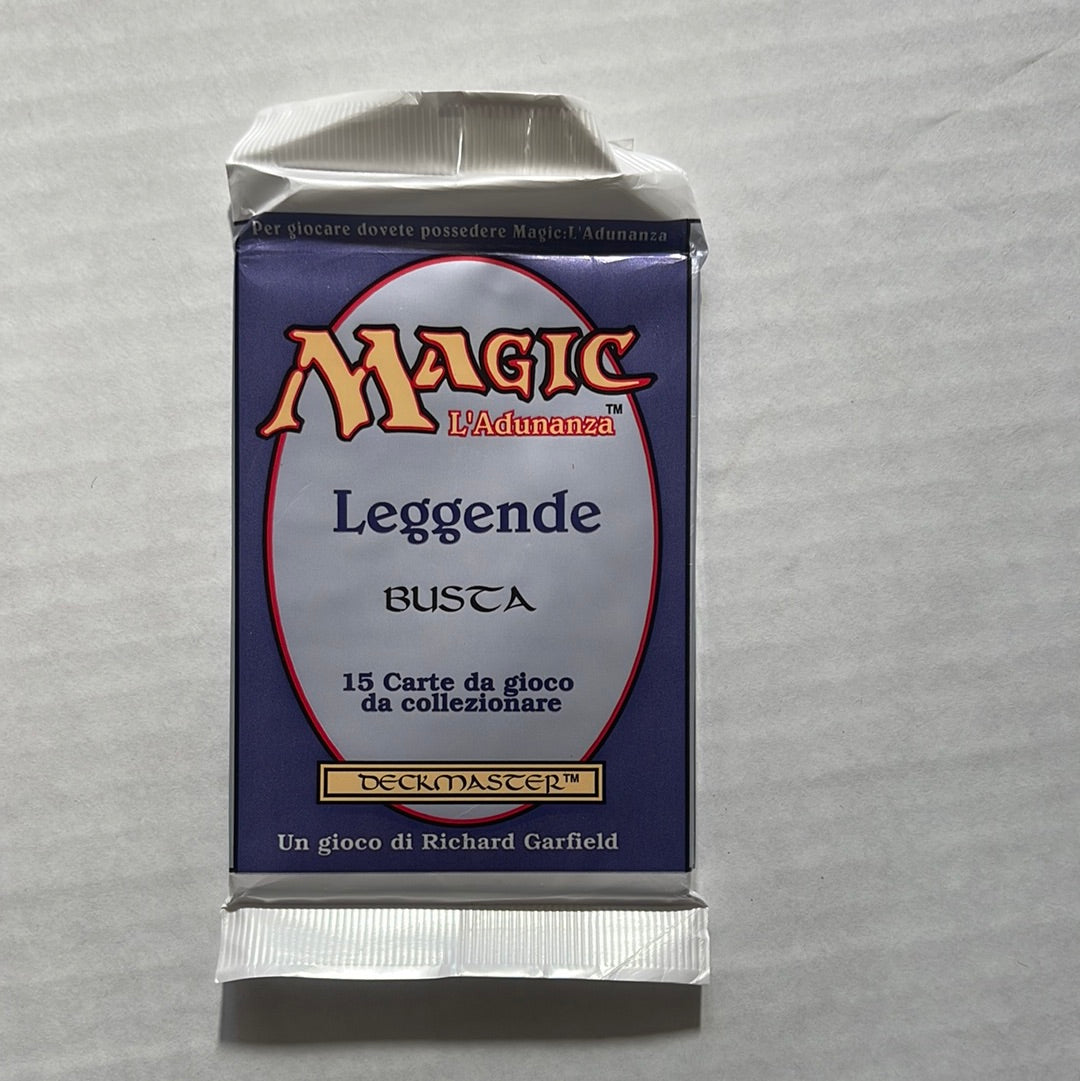 Per giocare dovete possedere Magic:L'Adunanza
MAGIC
L'Adunanza™
Leggende
BUSTA
15 Carte da gioco
da collezionare
DECKMASTER™
Un gioco di Richard Garfield